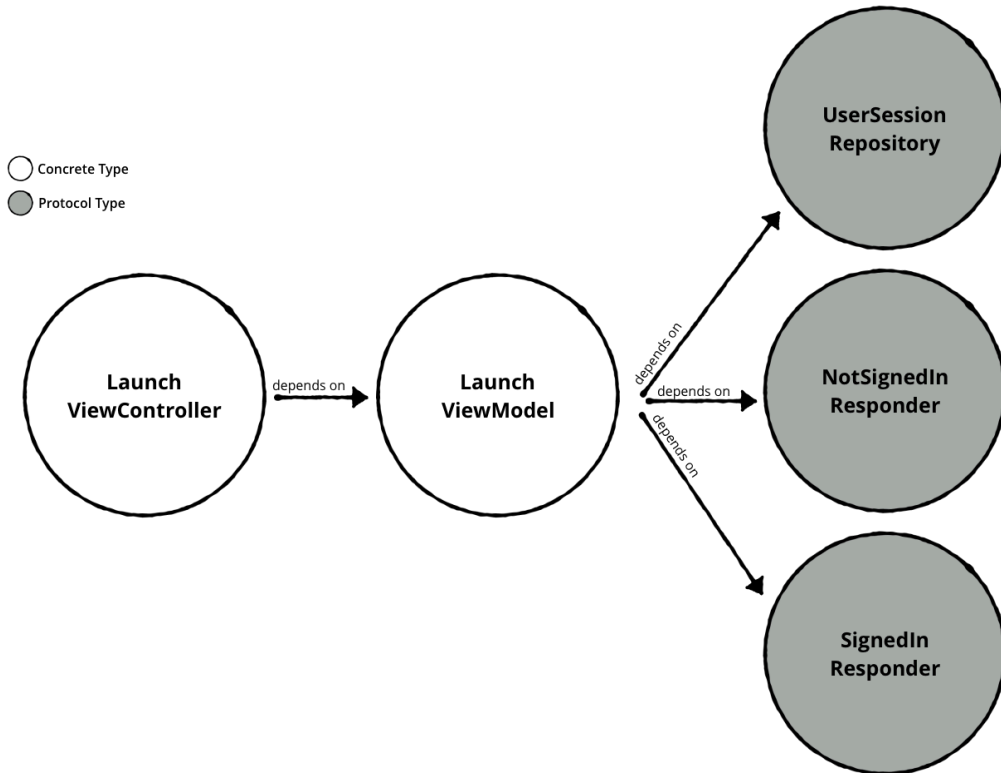 UserSession
Repository
Concrete Type
Protocol Type
Launch
ViewController
depends on
Launch
ViewModel
depends on
depends on
depends on
NotSignedIn
Responder
SignedIn
Responder